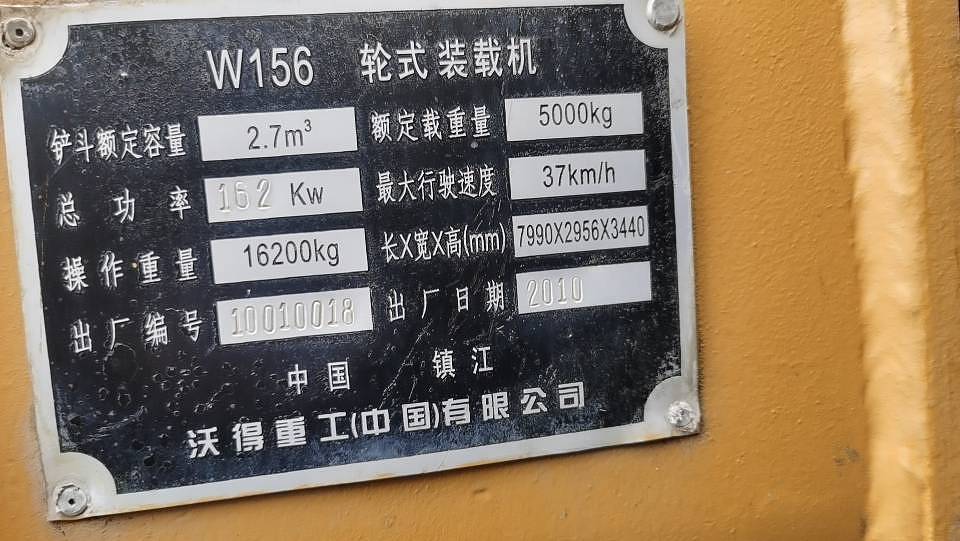 W156 轮式装载机
铲斗额定容量 2.7m³ 额定载重量 5000kg
总功率 162 Kw 最大行驶速度 37km/h
操作重量 16200kg 长X宽X高(mm) 7990X2956X3440
出厂编号 10010018 出厂日期 2010
中国 镇江
沃得重工(中国)有限公司